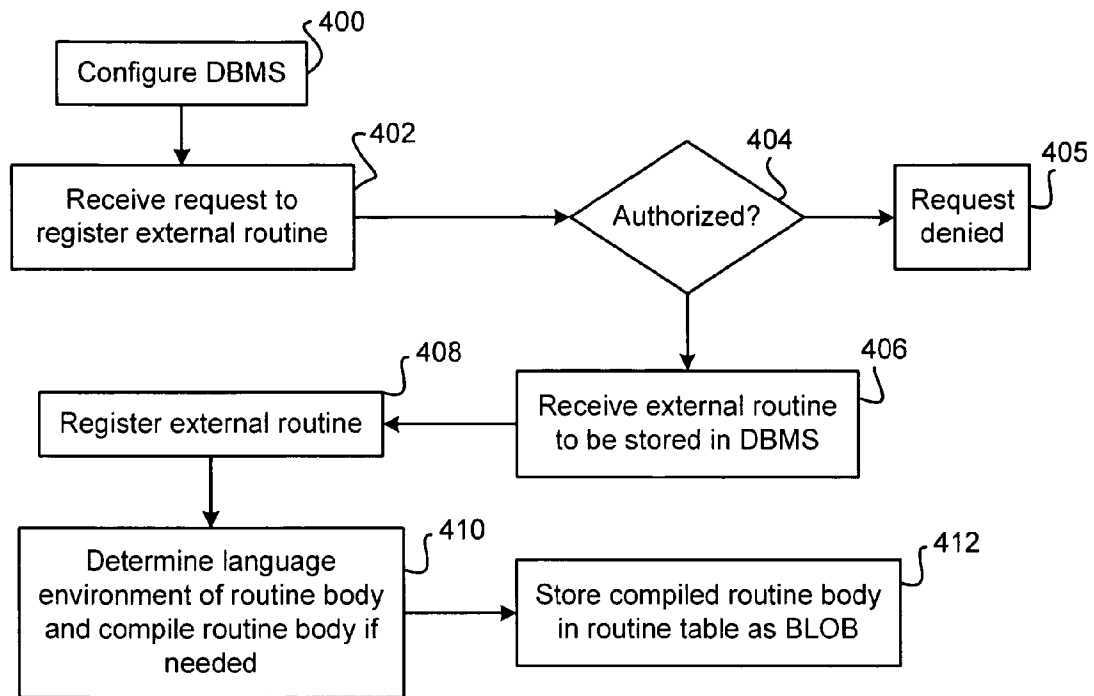 400
Configure DBMS
402
Receive request to
register external routine
404
Authorized?
405
Request
denied
406
Receive external routine
to be stored in DBMS
408
Register external routine
410
Determine language
environment of routine body
and compile routine body if
needed
412
Store compiled routine body
in routine table as BLOB